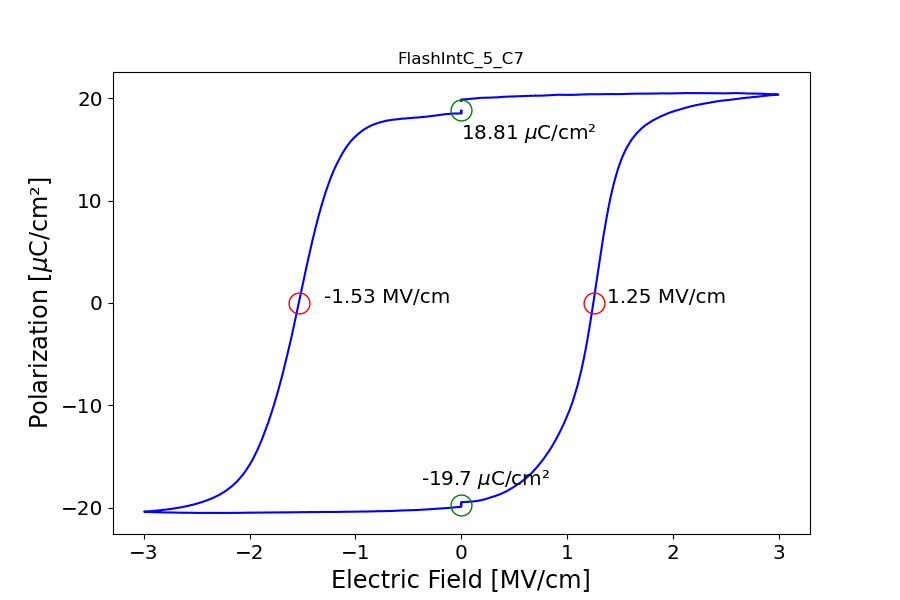 FlashIntC_5_C7
Polarization [μC/cm²]
20
10
0
−10
−20
18.81 μC/cm²
-1.53 MV/cm
1.25 MV/cm
-19.7 μC/cm²
−3
−2
−1
0
1
2
3
Electric Field [MV/cm]